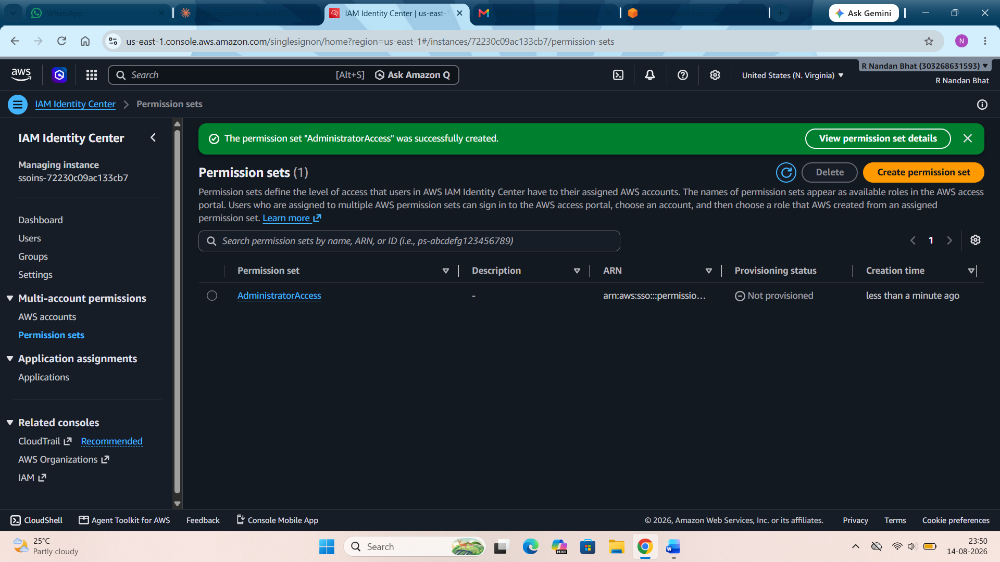 WhatsApp
organizations and SSO
IAM Identity Center | us-east-1
Ask Gemini
us-east-1.console.aws.amazon.com/singlesignon/home?region=us-east-1#/instances/72230c09ac133cb7/permission-sets
N
aws
Search
[Alt+S]
Ask Amazon Q
United States (N. Virginia)
R Nandan Bhat (303268631593)
R Nandan Bhat
IAM Identity Center
Permission sets
IAM Identity Center
Managing instance
ssoins-72230c09ac133cb7
Dashboard
Users
Groups
Settings
Multi-account permissions
AWS accounts
Permission sets
Application assignments
Applications
Related consoles
CloudTrail
Recommended
AWS Organizations
IAM
The permission set "AdministratorAccess" was successfully created.
View permission set details
Permission sets (1)
Delete
Create permission set
Permission sets define the level of access that users in AWS IAM Identity Center have to their assigned AWS accounts. The names of permission sets appear as available roles in the AWS access
portal. Users who are assigned to multiple AWS permission sets can sign in to the AWS access portal, choose an account, and then choose a role that AWS created from an assigned
permission set. Learn more
Search permission sets by name, ARN, or ID (i.e., ps-abcdefg123456789)
1
Permission set
Description
ARN
Provisioning status
Creation time
AdministratorAccess
-
arn:aws:sso:::permissio…
Not provisioned
less than a minute ago
CloudShell
Agent Toolkit for AWS
Feedback
Console Mobile App
© 2026, Amazon Web Services, Inc. or its affiliates.
Privacy
Terms
Cookie preferences
25°C
Partly cloudy
Search
M365
W
23:50
14-08-2026